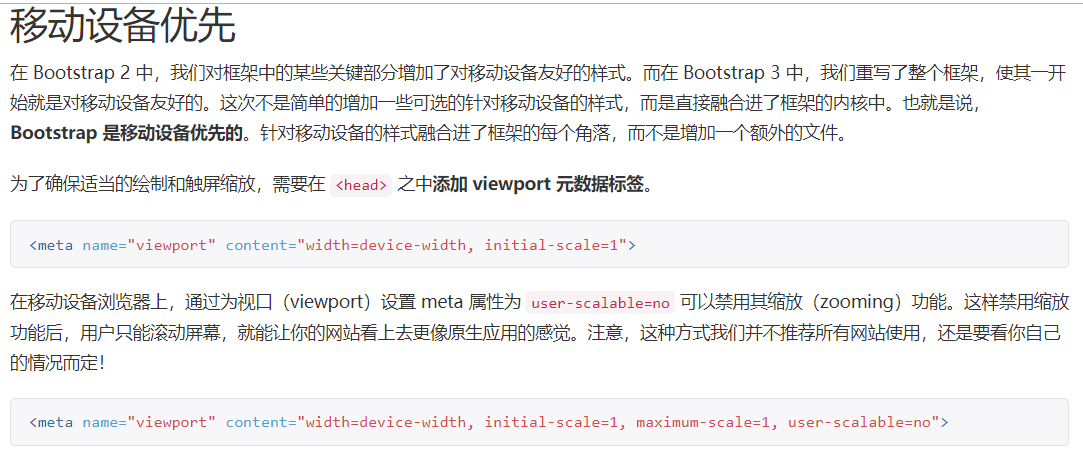 移动设备优先
在 Bootstrap 2 中，我们对框架中的某些关键部分增加了对移动设备友好的样式。而在 Bootstrap 3 中，我们重写了整个框架，使其一开
始就是对移动设备友好的。这次不是简单的增加一些可选的针对移动设备的样式，而是直接融合进了框架的内核中。也就是说，
Bootstrap 是移动设备优先的。针对移动设备的样式融合进了框架的每个角落，而不是增加一个额外的文件。
为了确保适当的绘制和触屏缩放，需要在 <head> 之中添加 viewport 元数据标签。
<meta name="viewport" content="width=device-width, initial-scale=1">
在移动设备浏览器上，通过为视口（viewport）设置 meta 属性为 user-scalable=no 可以禁用其缩放（zooming）功能。这样禁用缩放
功能后，用户只能滚动屏幕，就能让你的网站看上去更像原生应用的感觉。注意，这种方式我们并不推荐所有网站使用，还是要看你自己
的情况而定！
<meta name="viewport" content="width=device-width, initial-scale=1, maximum-scale=1, user-scalable=no">